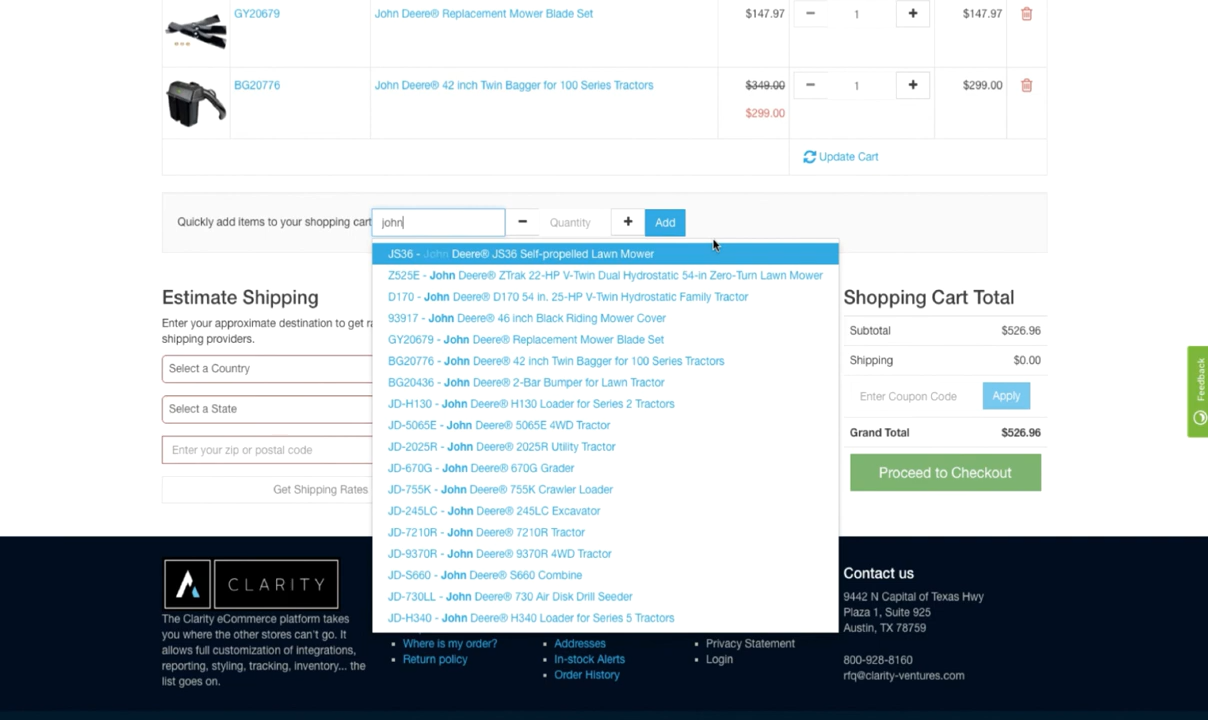 GY20679 John Deere® Replacement Mower Blade Set $147.97 − 1 + $147.97
BG20776 John Deere® 42 inch Twin Bagger for 100 Series Tractors $349.00 − 1 + $299.00
$299.00
Update Cart
Quickly add items to your shopping cart john − Quantity + Add
JS36 - John Deere® JS36 Self-propelled Lawn Mower
Z525E - John Deere® ZTrak 22-HP V-Twin Dual Hydrostatic 54-in Zero-Turn Lawn Mower
D170 - John Deere® D170 54 in. 25-HP V-Twin Hydrostatic Family Tractor
93917 - John Deere® 46 inch Black Riding Mower Cover
GY20679 - John Deere® Replacement Mower Blade Set
BG20776 - John Deere® 42 inch Twin Bagger for 100 Series Tractors
BG20436 - John Deere® 2-Bar Bumper for Lawn Tractor
JD-H130 - John Deere® H130 Loader for Series 2 Tractors
JD-5065E - John Deere® 5065E 4WD Tractor
JD-2025R - John Deere® 2025R Utility Tractor
JD-670G - John Deere® 670G Grader
JD-755K - John Deere® 755K Crawler Loader
JD-245LC - John Deere® 245LC Excavator
JD-7210R - John Deere® 7210R Tractor
JD-9370R - John Deere® 9370R 4WD Tractor
JD-S660 - John Deere® S660 Combine
JD-730LL - John Deere® 730 Air Disk Drill Seeder
JD-H340 - John Deere® H340 Loader for Series 5 Tractors
Estimate Shipping
Enter your approximate destination to get ra
shipping providers.
Select a Country
Select a State
Enter your zip or postal code
Get Shipping Rates
Shopping Cart Total
Subtotal $526.96
Shipping $0.00
Enter Coupon Code Apply
Grand Total $526.96
Proceed to Checkout
Feedback
CLARITY
The Clarity eCommerce platform takes
you where the other stores can't go. It
allows full customization of integrations,
reporting, styling, tracking, inventory... the
list goes on.
Where is my order?
Return policy
Addresses
In-stock Alerts
Order History
Privacy Statement
Login
Contact us
9442 N Capital of Texas Hwy
Plaza 1, Suite 925
Austin, TX 78759
800-928-8160
rfq@clarity-ventures.com